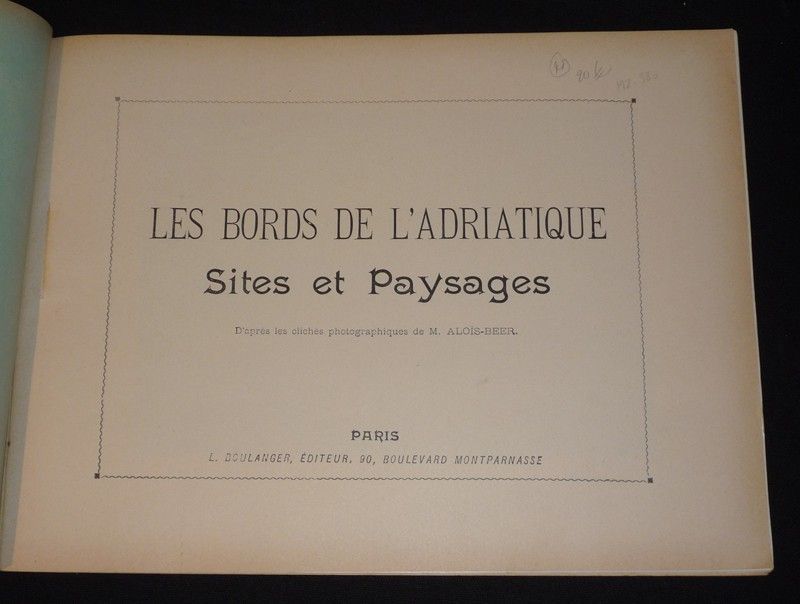 LES BORDS DE L'ADRIATIQUE
Sites et Paysages
D'après les clichés photographiques de M. ALOÏS-BEER.
PARIS
L. BOULANGER, ÉDITEUR, 90, BOULEVARD MONTPARNASSE